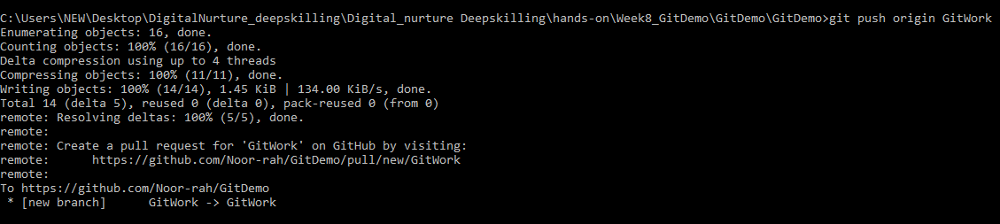 C:\Users\NEW\Desktop\DigitalNurture_deepskilling\Digital_nurture Deepskilling\hands-on\Week8_GitDemo\GitDemo\GitDemo>git push origin GitWork
Enumerating objects: 16, done.
Counting objects: 100% (16/16), done.
Delta compression using up to 4 threads
Compressing objects: 100% (11/11), done.
Writing objects: 100% (14/14), 1.45 KiB | 134.00 KiB/s, done.
Total 14 (delta 5), reused 0 (delta 0), pack-reused 0 (from 0)
remote: Resolving deltas: 100% (5/5), done.
remote:
remote: Create a pull request for 'GitWork' on GitHub by visiting:
remote:      https://github.com/Noor-rah/GitDemo/pull/new/GitWork
remote:
To https://github.com/Noor-rah/GitDemo
 * [new branch]      GitWork -> GitWork